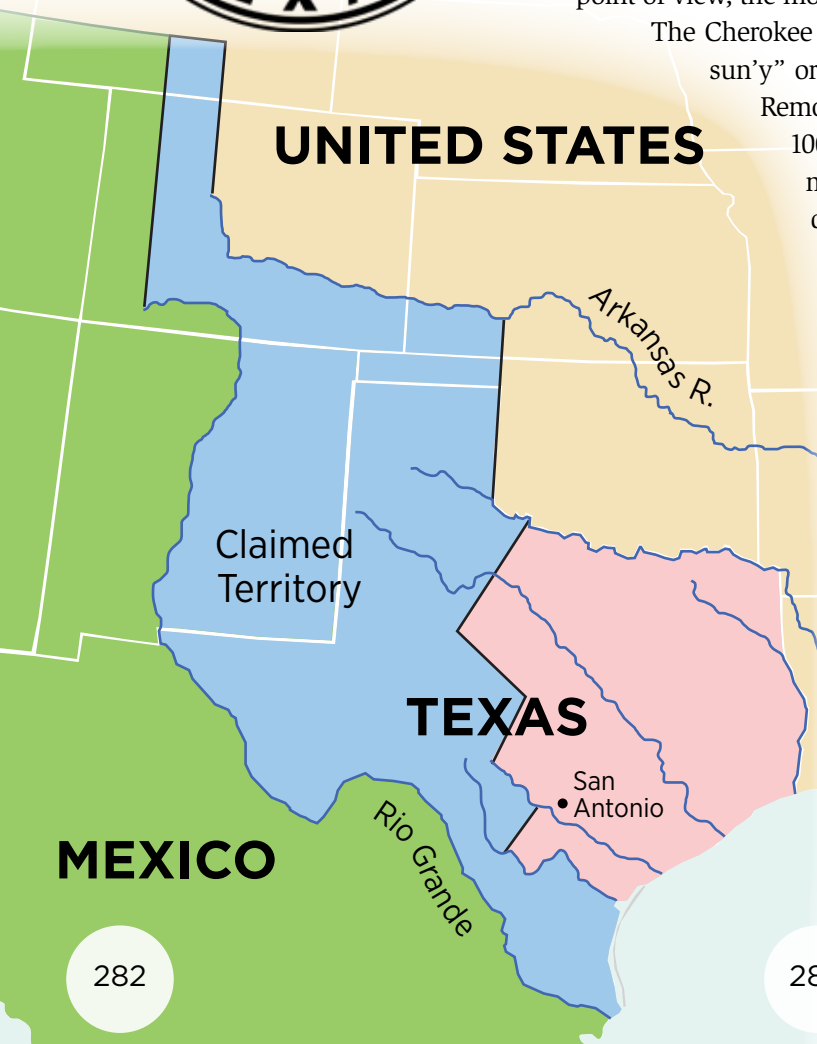 The Cherokee
sun'y” or
UNITED STATES
Arkansas R.
Claimed
Territory
TEXAS
San
Antonio
Rio Grande
MEXICO
282